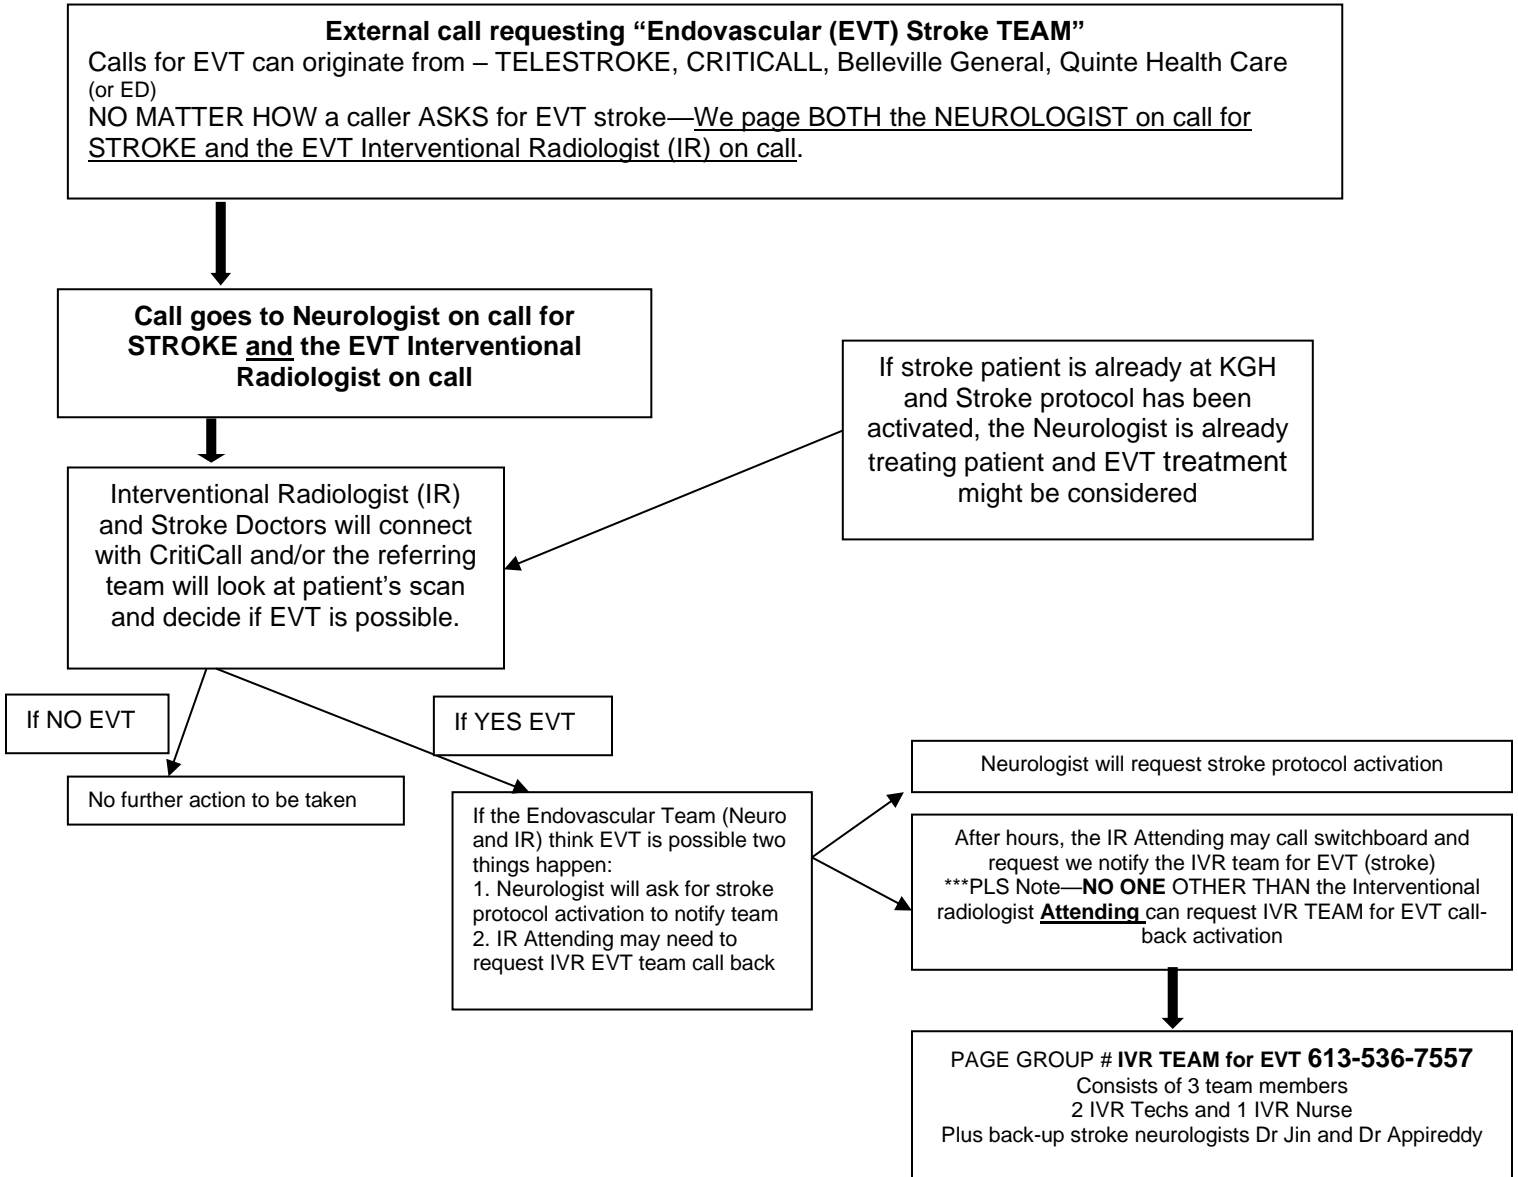 External call requesting “Endovascular (EVT) Stroke TEAM”
Calls for EVT can originate from – TELESTROKE, CRITICALL, Belleville General, Quinte Health Care
(or ED)
NO MATTER HOW a caller ASKS for EVT stroke—We page BOTH the NEUROLOGIST on call for
STROKE and the EVT Interventional Radiologist (IR) on call.
Call goes to Neurologist on call for
STROKE and the EVT Interventional
Radiologist on call
If stroke patient is already at KGH
and Stroke protocol has been
activated, the Neurologist is already
treating patient and EVT treatment
might be considered
Interventional Radiologist (IR)
and Stroke Doctors will connect
with CritiCall and/or the referring
team will look at patient’s scan
and decide if EVT is possible.
If NO EVT
If YES EVT
No further action to be taken
If the Endovascular Team (Neuro
and IR) think EVT is possible two
things happen:
1. Neurologist will ask for stroke
protocol activation to notify team
2. IR Attending may need to
request IVR EVT team call back
Neurologist will request stroke protocol activation
After hours, the IR Attending may call switchboard and
request we notify the IVR team for EVT (stroke)
***PLS Note—NO ONE OTHER THAN the Interventional
radiologist Attending can request IVR TEAM for EVT call-
back activation
PAGE GROUP # IVR TEAM for EVT 613-536-7557
Consists of 3 team members
2 IVR Techs and 1 IVR Nurse
Plus back-up stroke neurologists Dr Jin and Dr Appireddy